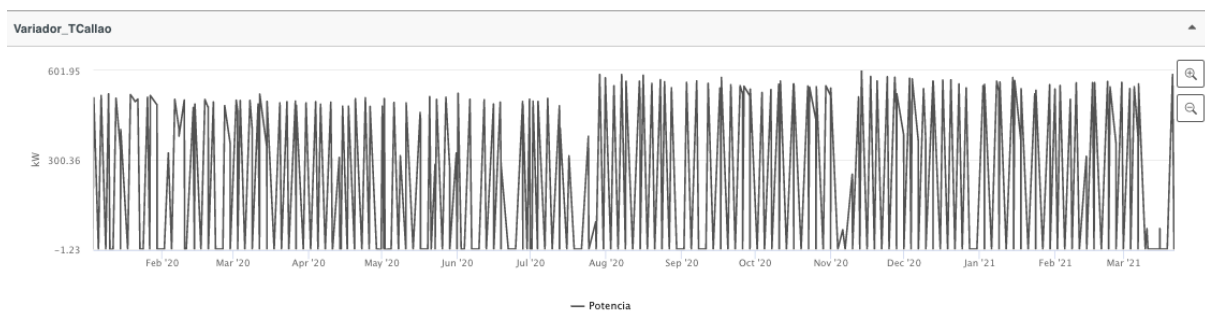 Variador_TCallao
601.95
kW
300.36
−1.23
Feb '20 Mar '20 Apr '20 May '20 Jun '20 Jul '20 Aug '20 Sep '20 Oct '20 Nov '20 Dec '20 Jan '21 Feb '21 Mar '21
Potencia